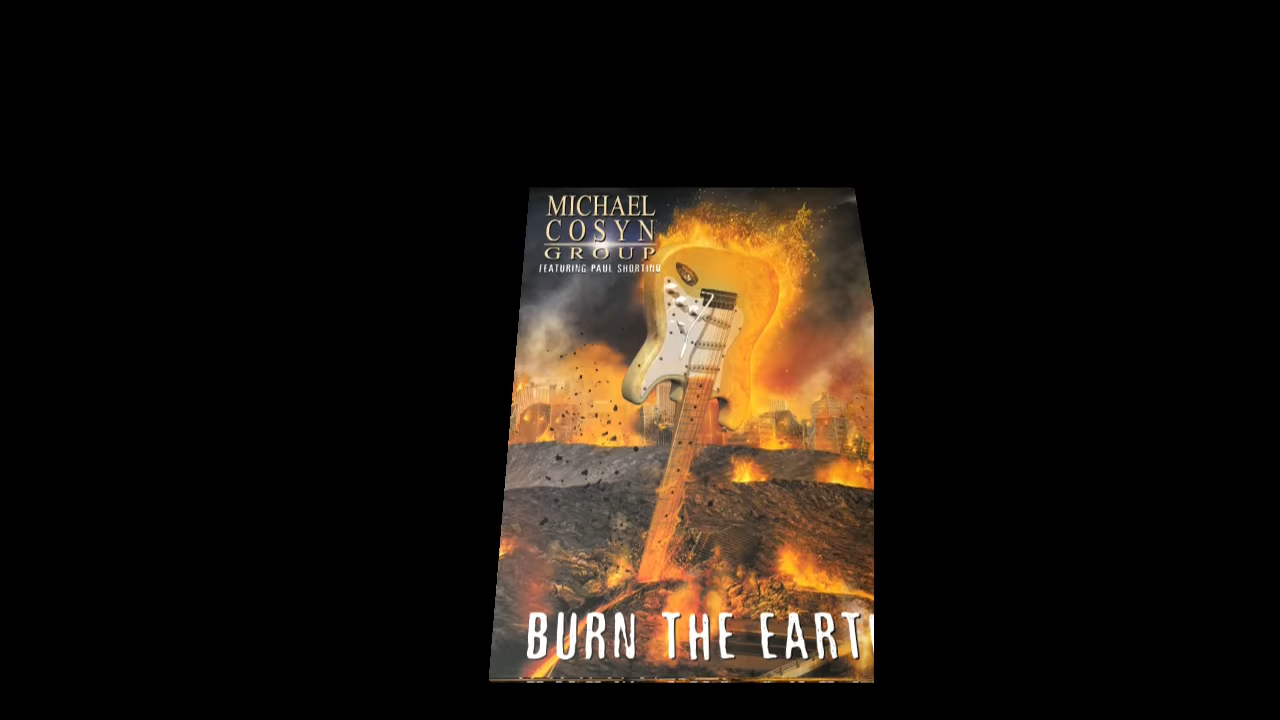 MICHAEL
COSYN
GROUP
FEATURING PAUL SHORTINO
BURN THE EART